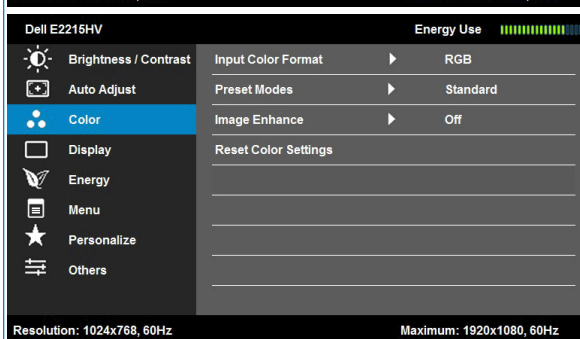 Dell E2215HV Energy Use
Brightness / Contrast Input Color Format RGB
Auto Adjust Preset Modes Standard
Color Image Enhance Off
Display Reset Color Settings
Energy
Menu
Personalize
Others
Resolution: 1024x768, 60Hz Maximum: 1920x1080, 60Hz